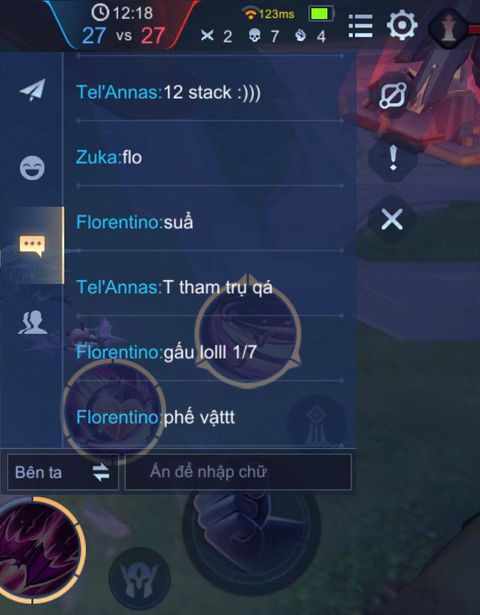 12:18
123ms
27 vs 27
2
7
4
Tel'Annas:12 stack :)))
Zuka:flo
Florentino:suẩ
Tel'Annas:T tham trụ qá
Florentino:gấu lolll 1/7
Florentino:phế vậttt
Bên ta
Ấn để nhập chữ